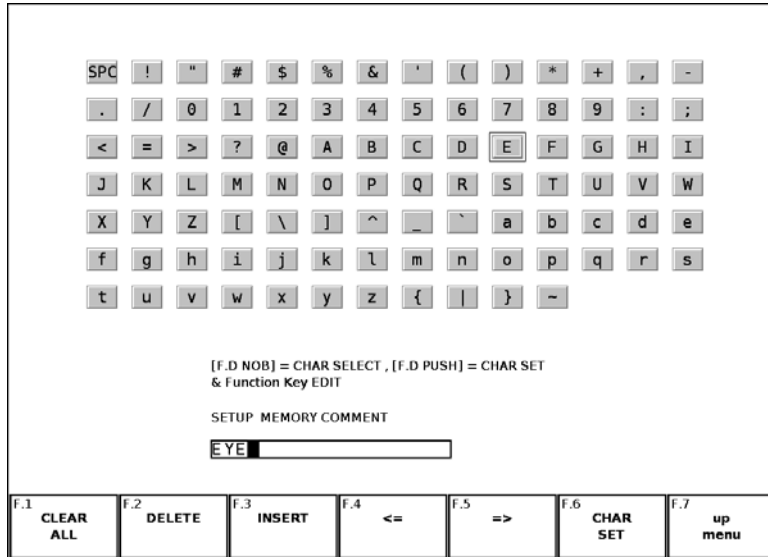 SPC ! " # $ % & ' ( ) * + , -
. / 0 1 2 3 4 5 6 7 8 9 : ;
< = > ? @ A B C D E F G H I
J K L M N O P Q R S T U V W
X Y Z [ \ ] ^ _ ` a b c d e
f g h i j k l m n o p q r s
t u v w x y z { | } ~
[F.D NOB] = CHAR SELECT , [F.D PUSH] = CHAR SET
& Function Key EDIT
SETUP MEMORY COMMENT
EYE
F.1 F.2 F.3 F.4 F.5 F.6 F.7
CLEAR DELETE INSERT <= => CHAR up
ALL SET menu